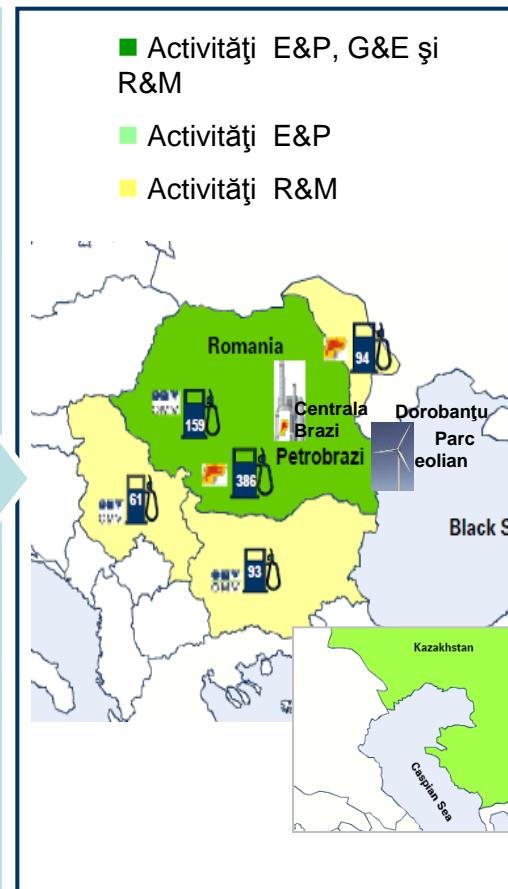 Activităţi E&P, G&E şi
R&M
Activităţi E&P
Activităţi R&M
Romania
94
159
Centrala
Brazi
Dorobanţu
Parc
eolian
Petrobrazi
386
61
93
Black S
Kazakhstan
Caspian Sea